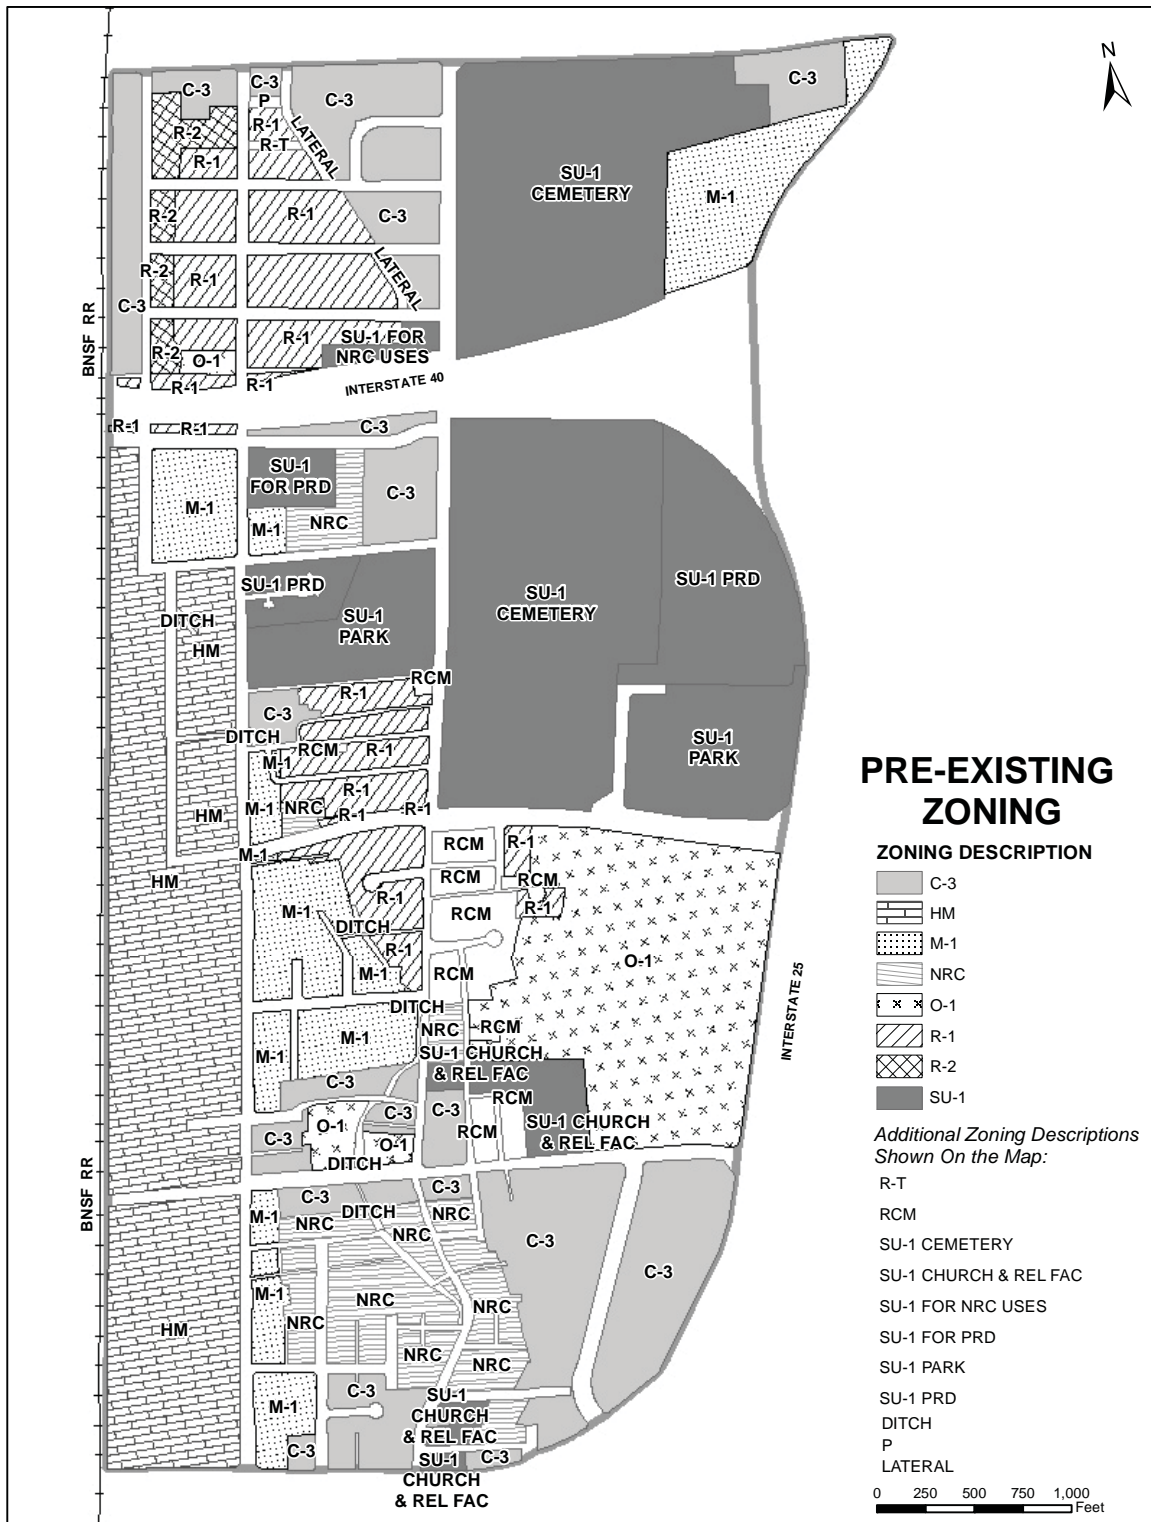 N
C-3
C-3
C-3
C-3
P
R-2
R-1
LATERAL
R-T
R-1
SU-1
CEMETERY
M-1
R-2
R-1
C-3
LATERAL
R-2
R-1
C-3
BNSF RR
R-1
SU-1 FOR
NRC USES
R-2
O-1
R-1
R-1
INTERSTATE 40
R-1
R-1
C-3
SU-1
FOR PRD
C-3
M-1
M-1
NRC
SU-1 PRD
SU-1 PRD
SU-1
CEMETERY
DITCH
SU-1
PARK
HM
RCM
R-1
C-3
DITCH
RCM
R-1
SU-1
PARK
M-1
R-1
M-1
NRC
R-1
R-1
HM
M-1
RCM
R-1
HM
RCM
RCM
R-1
M-1
RCM
R-1
DITCH
R-1
O-1
M-1
RCM
INTERSTATE 25
DITCH
NRC
RCM
M-1
M-1
SU-1 CHURCH
& REL FAC
C-3
RCM
C-3
C-3
O-1
RCM
SU-1 CHURCH
& REL FAC
C-3
O-1
DITCH
BNSF RR
C-3
C-3
M-1
NRC
DITCH
NRC
NRC
C-3
C-3
M-1
NRC
NRC
NRC
HM
NRC
NRC
C-3
SU-1
CHURCH
& REL FAC
M-1
C-3
C-3
SU-1
CHURCH
& REL FAC
PRE-EXISTING
ZONING
ZONING DESCRIPTION
C-3
HM
M-1
NRC
O-1
R-1
R-2
SU-1
Additional Zoning Descriptions
Shown On the Map:
R-T
RCM
SU-1 CEMETERY
SU-1 CHURCH & REL FAC
SU-1 FOR NRC USES
SU-1 FOR PRD
SU-1 PARK
SU-1 PRD
DITCH
P
LATERAL
0 250 500 750 1,000
Feet